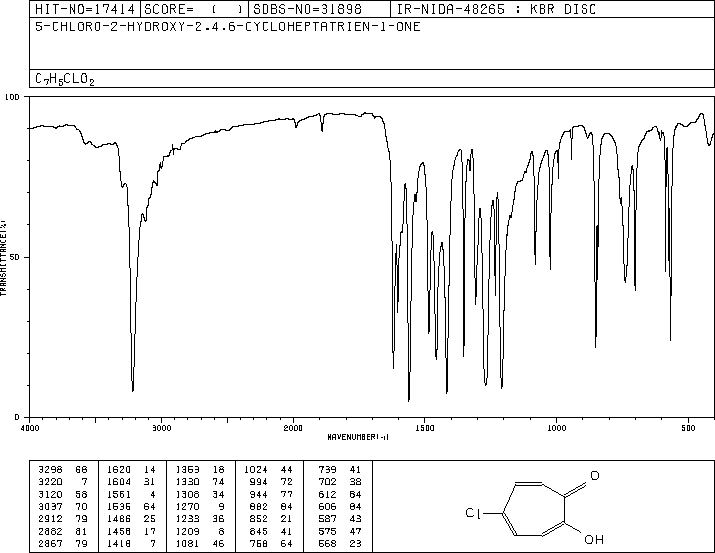 HIT-NO=17414 SCORE= ( ) SDBS-NO=31898 IR-NIDA-48265 : KBR DISC
5-CHLORO-2-HYDROXY-2,4,6-CYCLOHEPTATRIEN-1-ONE
C7H5CLO2
100
50
0
TRANSMITTANCE(%)
4000 3000 2000 1500 1000 500
WAVENUMBER(-1)
3298 66 1620 14 1353 18 1024 44 739 41
3220 7 1604 31 1330 74 994 72 702 38
3120 58 1561 4 1308 34 944 77 612 84
3037 70 1535 64 1270 9 882 84 606 84
2912 79 1486 25 1233 36 852 21 587 43
2882 81 1458 17 1209 8 845 41 575 47
2867 79 1418 7 1081 46 758 64 568 23
O
Cl
OH